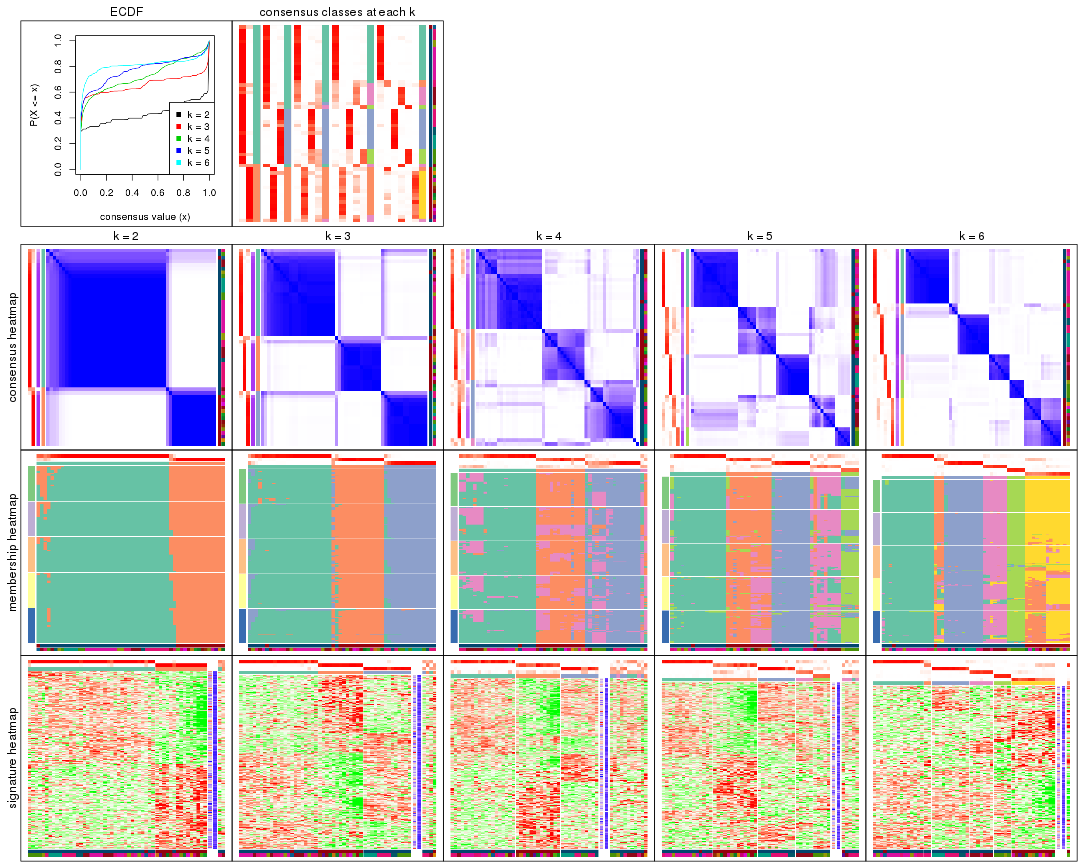 ECDF
consensus classes at each k
P(X <= x)
0.0
0.2
0.4
0.6
0.8
1.0
k = 2
k = 3
k = 4
k = 5
k = 6
0.0 0.2 0.4 0.6 0.8 1.0
consensus value (x)
k = 2 k = 3 k = 4 k = 5 k = 6
consensus heatmap
membership heatmap
signature heatmap